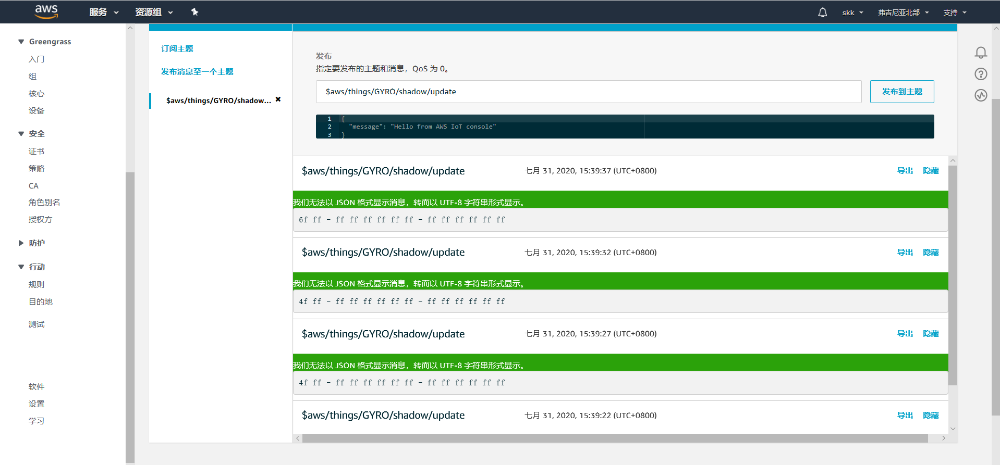 aws
服务
资源组
skk
弗吉尼亚北部
支持
Greengrass
入门
组
核心
设备
安全
证书
策略
CA
角色别名
授权方
防护
行动
规则
目的地
测试
软件
设置
学习
订阅主题
发布消息至一个主题
$aws/things/GYRO/shadow... ✖
发布
指定要发布的主题和消息，QoS 为 0。
$aws/things/GYRO/shadow/update
发布到主题
1 {
2 "message": "Hello from AWS IoT console"
3 }
$aws/things/GYRO/shadow/update 七月 31, 2020, 15:39:37 (UTC+0800) 导出 隐藏
我们无法以 JSON 格式显示消息，转而以 UTF-8 字符串形式显示。
6f ff - ff ff ff ff ff ff - ff ff ff ff ff ff
$aws/things/GYRO/shadow/update 七月 31, 2020, 15:39:32 (UTC+0800) 导出 隐藏
我们无法以 JSON 格式显示消息，转而以 UTF-8 字符串形式显示。
4f ff - ff ff ff ff ff ff - ff ff ff ff ff ff
$aws/things/GYRO/shadow/update 七月 31, 2020, 15:39:27 (UTC+0800) 导出 隐藏
我们无法以 JSON 格式显示消息，转而以 UTF-8 字符串形式显示。
4f ff - ff ff ff ff ff ff - ff ff ff ff ff ff
$aws/things/GYRO/shadow/update 七月 31, 2020, 15:39:22 (UTC+0800) 导出 隐藏